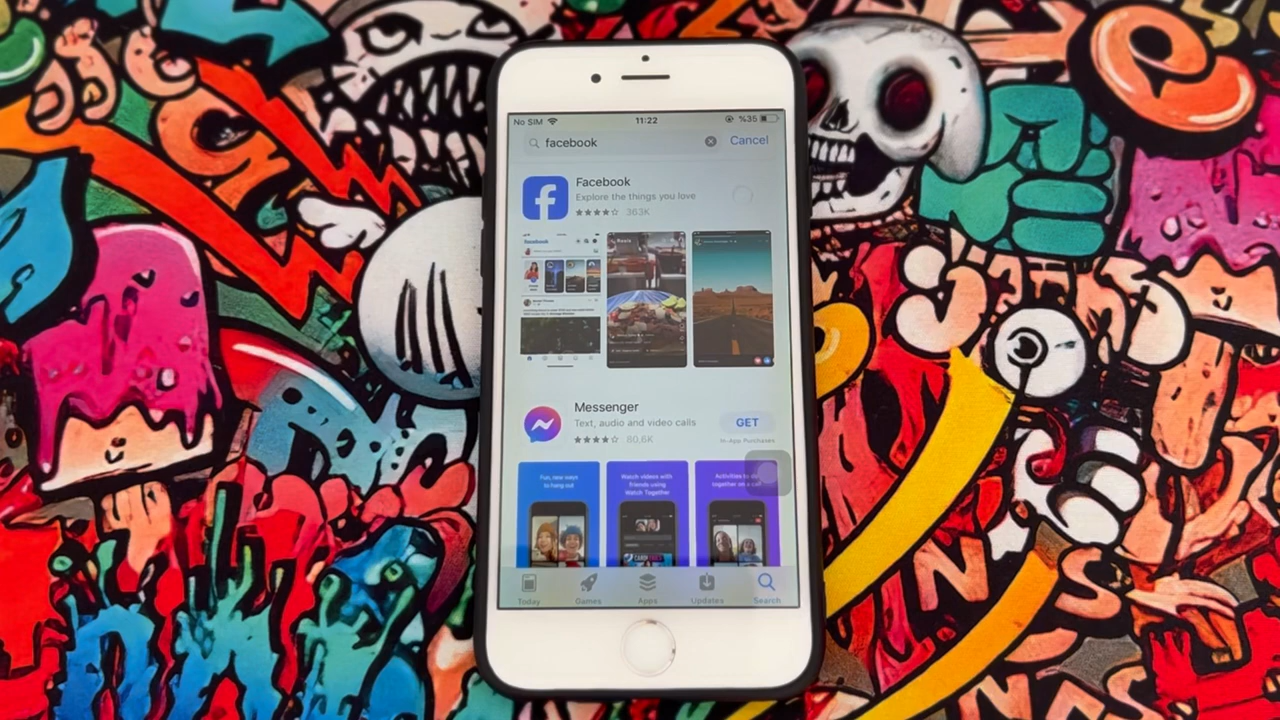 No SIM 11:22 %35
facebook Cancel
Facebook
Explore the things you love
363K
facebook
Reels
Messenger
Text, audio and video calls
80,6K
GET
In-App Purchases
Fun, new ways
to hang out
Watch videos with
friends using
Watch Together
Activities to
together on a call
Today Games Apps Updates Search